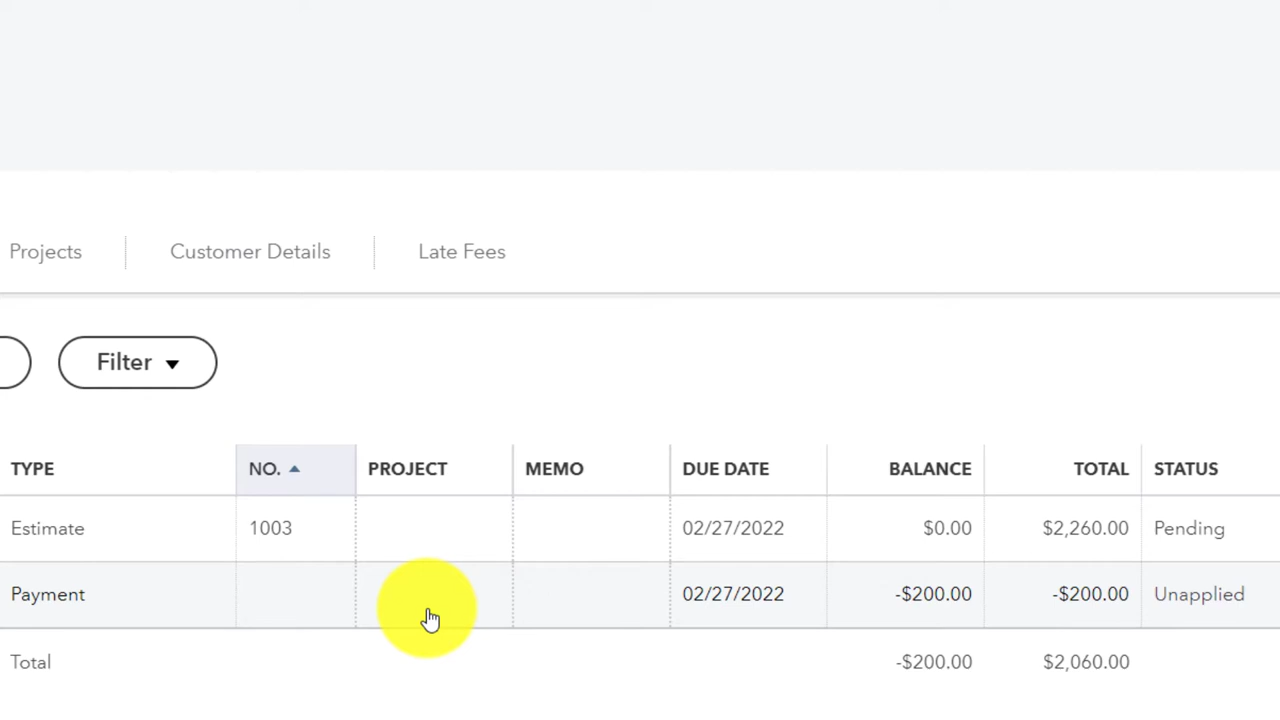 Projects Customer Details Late Fees
Filter
TYPE NO. PROJECT MEMO DUE DATE BALANCE TOTAL STATUS
Estimate 1003 02/27/2022 $0.00 $2,260.00 Pending
Payment 02/27/2022 -$200.00 -$200.00 Unapplied
Total -$200.00 $2,060.00